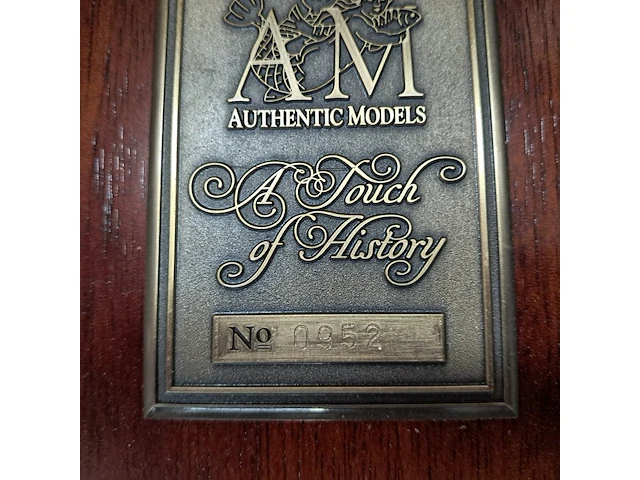 AM
AUTHENTIC MODELS
A Touch
of History
No 0952